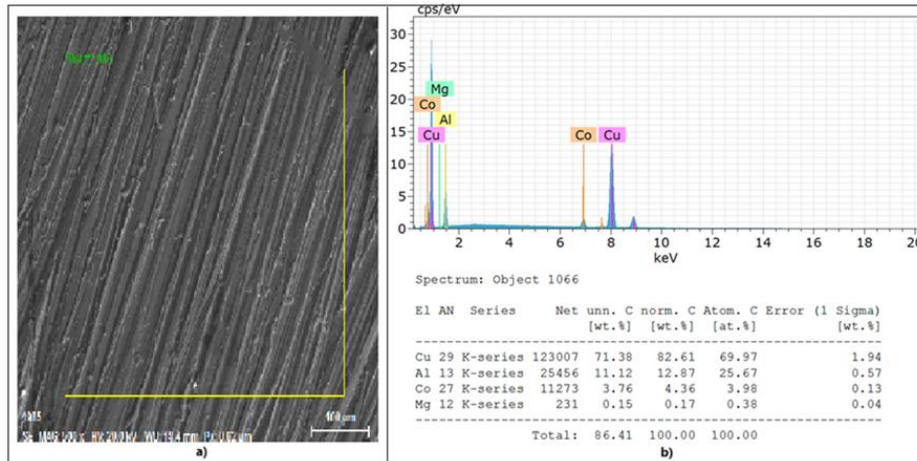 cps/eV
30
25
20
15
10
5
0
Mg
Co
Al
Cu
Co
Cu
2 4 6 8 10 12 14 16 18 20
keV
Spectrum: Object 1066
El AN Series Net unn. C norm. C Atom. C Error (1 Sigma)
[wt.%] [wt.%] [at.%] [wt.%]
Cu 29 K-series 123007 71.38 82.61 69.97 1.94
Al 13 K-series 25456 11.12 12.87 25.67 0.57
Co 27 K-series 11273 3.76 4.36 3.98 0.13
Mg 12 K-series 231 0.15 0.17 0.38 0.04
Total: 86.41 100.00 100.00
100 µm
a)
b)